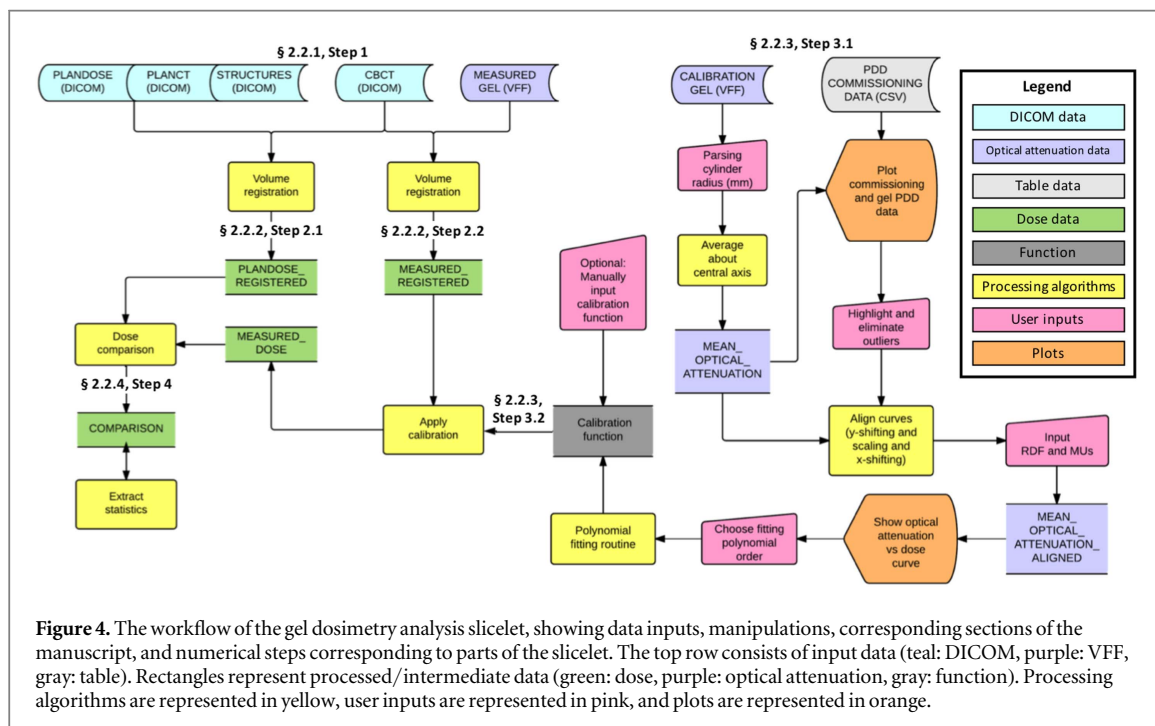 § 2.2.1, Step 1
§ 2.2.3, Step 3.1
PLANDOSE
(DICOM)
PLANCT
(DICOM)
STRUCTURES
(DICOM)
CBCT
(DICOM)
MEASURED
GEL (VFF)
CALIBRATION
GEL (VFF)
PDD
COMMISSIONING
DATA (CSV)
Legend
DICOM data
Optical attenuation data
Table data
Dose data
Function
Processing algorithms
User inputs
Plots
Volume
registration
Volume
registration
Parsing
cylinder
radius (mm)
Plot
commissioning
and gel PDD
data
§ 2.2.2, Step 2.1
§ 2.2.2, Step 2.2
PLANDOSE_
REGISTERED
MEASURED_
REGISTERED
Optional:
Manually
input
calibration
function
Average
about
central axis
Highlight and
eliminate
outliers
Dose
comparison
MEASURED_
DOSE
MEAN_
OPTICAL_
ATTENUATION
§ 2.2.4, Step 4
§ 2.2.3,
Step 3.2
COMPARISON
Apply
calibration
Calibration
function
Align curves
(y-shifting and
scaling and
x-shifting)
Input
RDF and MUs
Extract
statistics
Polynomial
fitting routine
Choose fitting
polynomial
order
Show optical
attenuation
vs dose
curve
MEAN_
OPTICAL_
ATTENUATION_
ALIGNED
Figure 4. The workflow of the gel dosimetry analysis slicelet, showing data inputs, manipulations, corresponding sections of the
manuscript, and numerical steps corresponding to parts of the slicelet. The top row consists of input data (teal: DICOM, purple: VFF,
gray: table). Rectangles represent processed/intermediate data (green: dose, purple: optical attenuation, gray: function). Processing
algorithms are represented in yellow, user inputs are represented in pink, and plots are represented in orange.